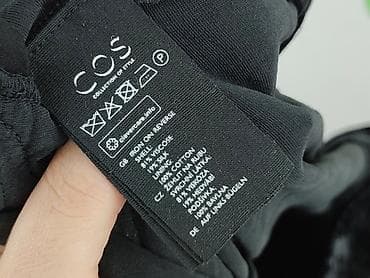 COS
COLLECTION OF STYLE
P
clevercare.info
GB IRON ON REVERSE
SHELL:
81% VISCOSE
19% SILK
LINING:
100% COTTON
CZ ŽEHLIT NA RUBU
SVRCHNÍ LÁTKA:
81% VISKÓZA
19% HEDVÁBÍ
PODŠÍVKA:
100% BAVLNA
DE AUF LINKS BÜGELN